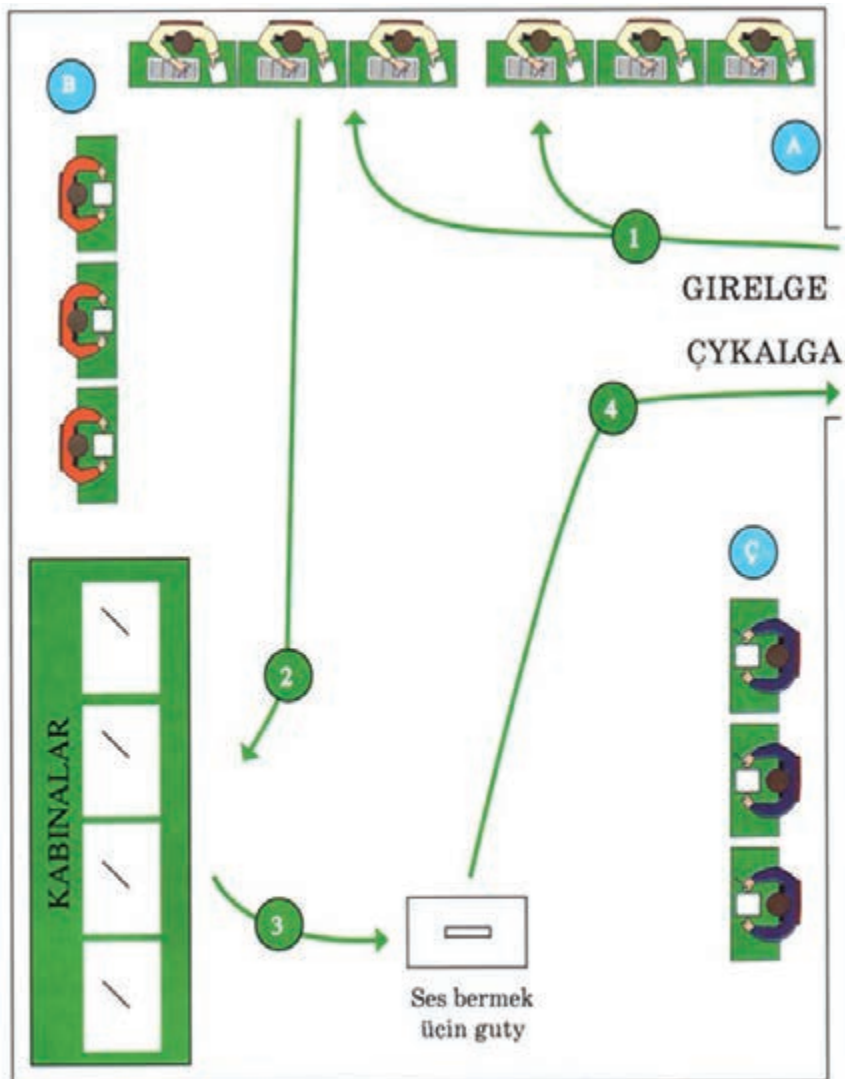 B
A
1
GIRELGE
ÇYKALGA
4
Ç
2
KABINALAR
3
Ses bermek
üçin guty